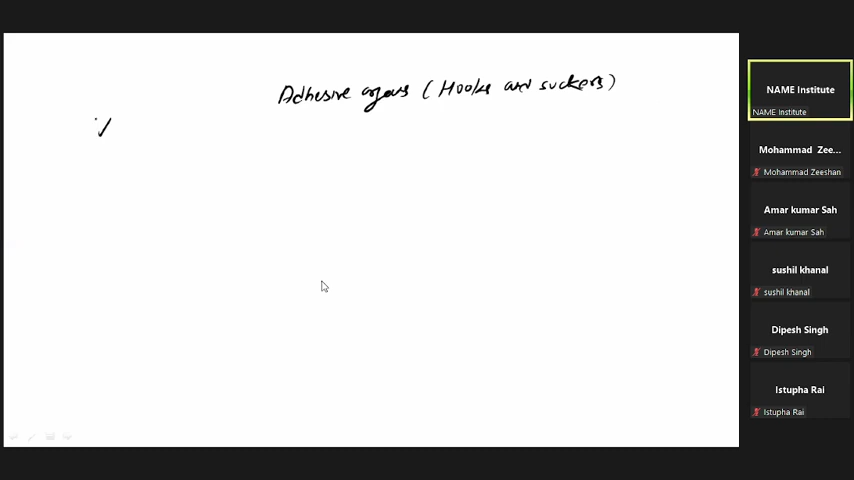 Adhesive organs (Hooks and suckers)
NAME Institute
NAME Institute
Mohammad Zee...
Mohammad Zeeshan
Amar kumar Sah
Amar kumar Sah
sushil khanal
sushil khanal
Dipesh Singh
Dipesh Singh
Istupha Rai
Istupha Rai